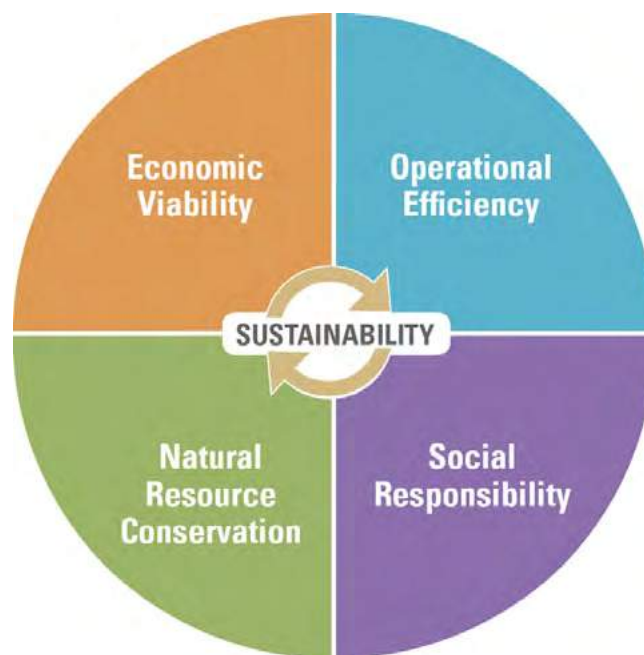 Economic
Viability
Operational
Efficiency
SUSTAINABILITY
Natural
Resource
Conservation
Social
Responsibility